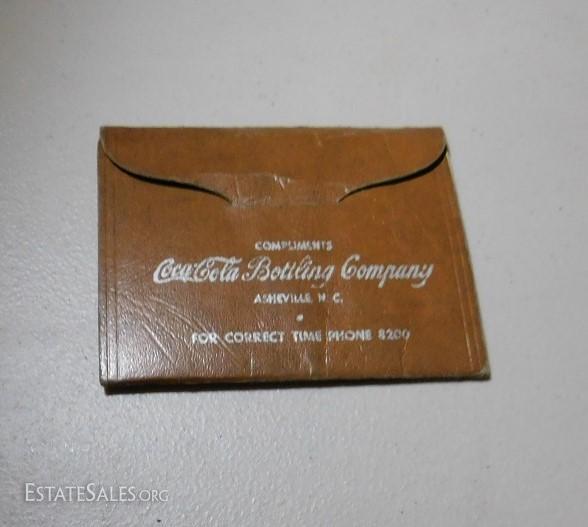 COMPLIMENTS
Coca-Cola Bottling Company
ASHEVILLE, N. C.
FOR CORRECT TIME PHONE 8200
ESTATESALES.ORG